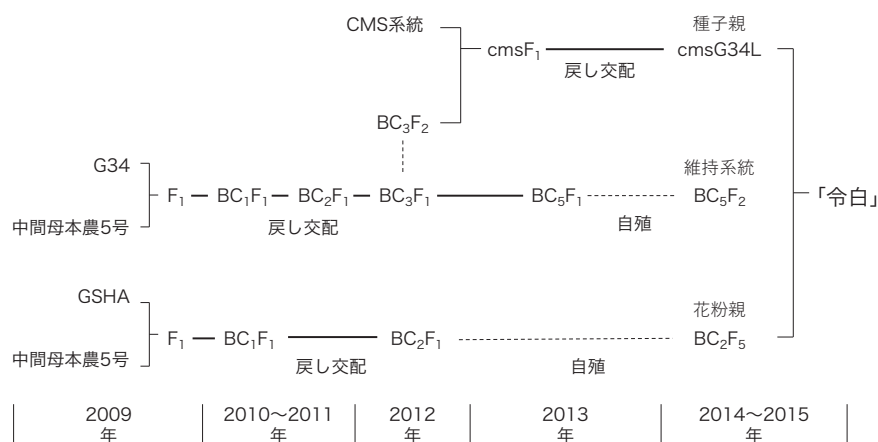 CMS系統
種子親
cmsF₁
cmsG34L
戻し交配
BC₃F₂
G34
維持系統
F₁
BC₁F₁
BC₂F₁
BC₃F₁
BC₅F₁
BC₅F₂
「令白」
中間母本農5号
戻し交配
自殖
GSHA
花粉親
F₁
BC₁F₁
BC₂F₁
BC₂F₅
中間母本農5号
戻し交配
自殖
2009
年
2010〜2011
年
2012
年
2013
年
2014〜2015
年